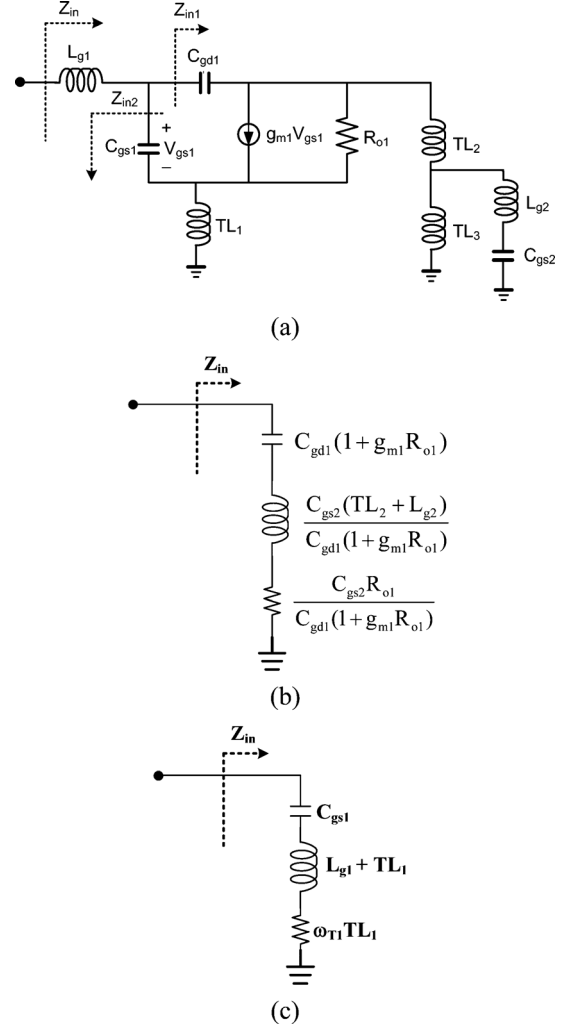 Zin
Zin1
Lg1
Cgd1
Zin2
+
Cgs1
Vgs1
–
gm1Vgs1
Ro1
TL1
TL2
TL3
Lg2
Cgs2
(a)
Zin
Cgd1(1+gm1Ro1)
Cgs2(TL2+Lg2)
Cgd1(1+gm1Ro1)
Cgs2Ro1
Cgd1(1+gm1Ro1)
(b)
Zin
Cgs1
Lg1 + TL1
ωT1TL1
(c)